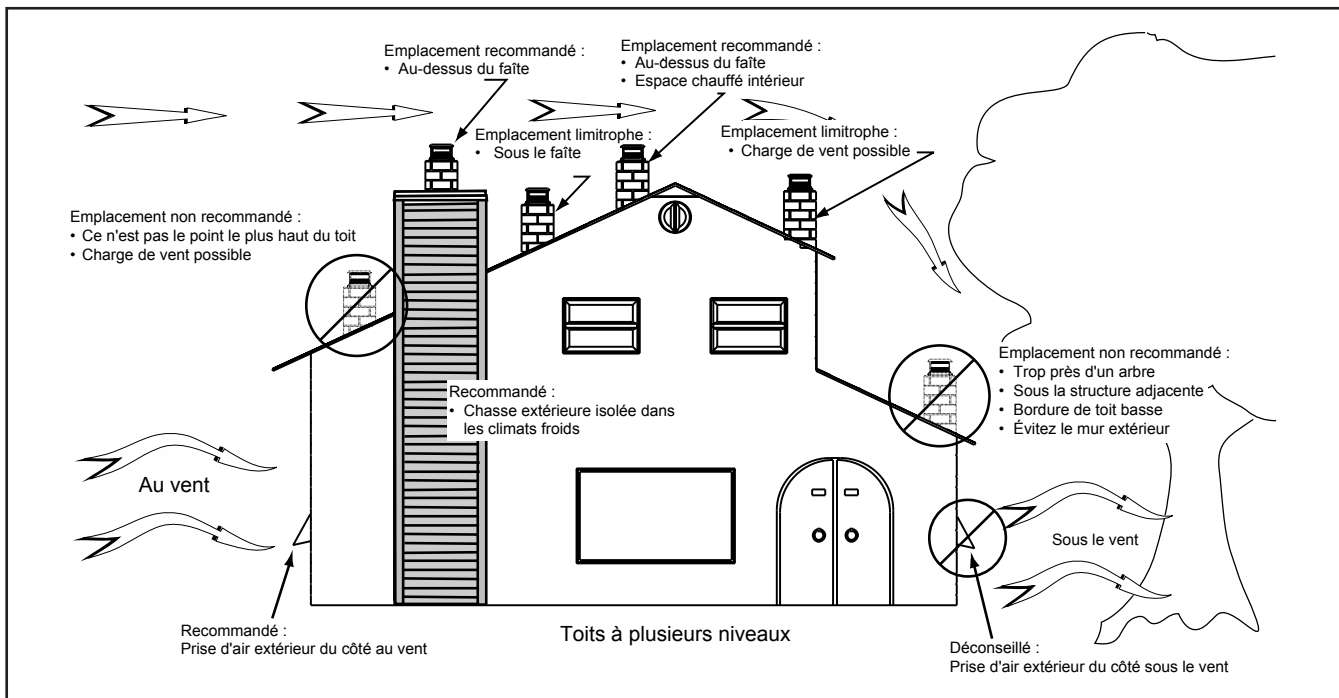 Emplacement recommandé :
• Au-dessus du faîte
Emplacement recommandé :
• Au-dessus du faîte
• Espace chauffé intérieur
Emplacement limitrophe :
• Sous le faîte
Emplacement limitrophe :
• Charge de vent possible
Emplacement non recommandé :
• Ce n'est pas le point le plus haut du toit
• Charge de vent possible
Emplacement non recommandé :
• Trop près d'un arbre
• Sous la structure adjacente
• Bordure de toit basse
• Évitez le mur extérieur
Recommandé :
• Chasse extérieure isolée dans
les climats froids
Au vent
Sous le vent
Recommandé :
Prise d'air extérieur du côté au vent
Toits à plusieurs niveaux
Déconseillé :
Prise d'air extérieur du côté sous le vent